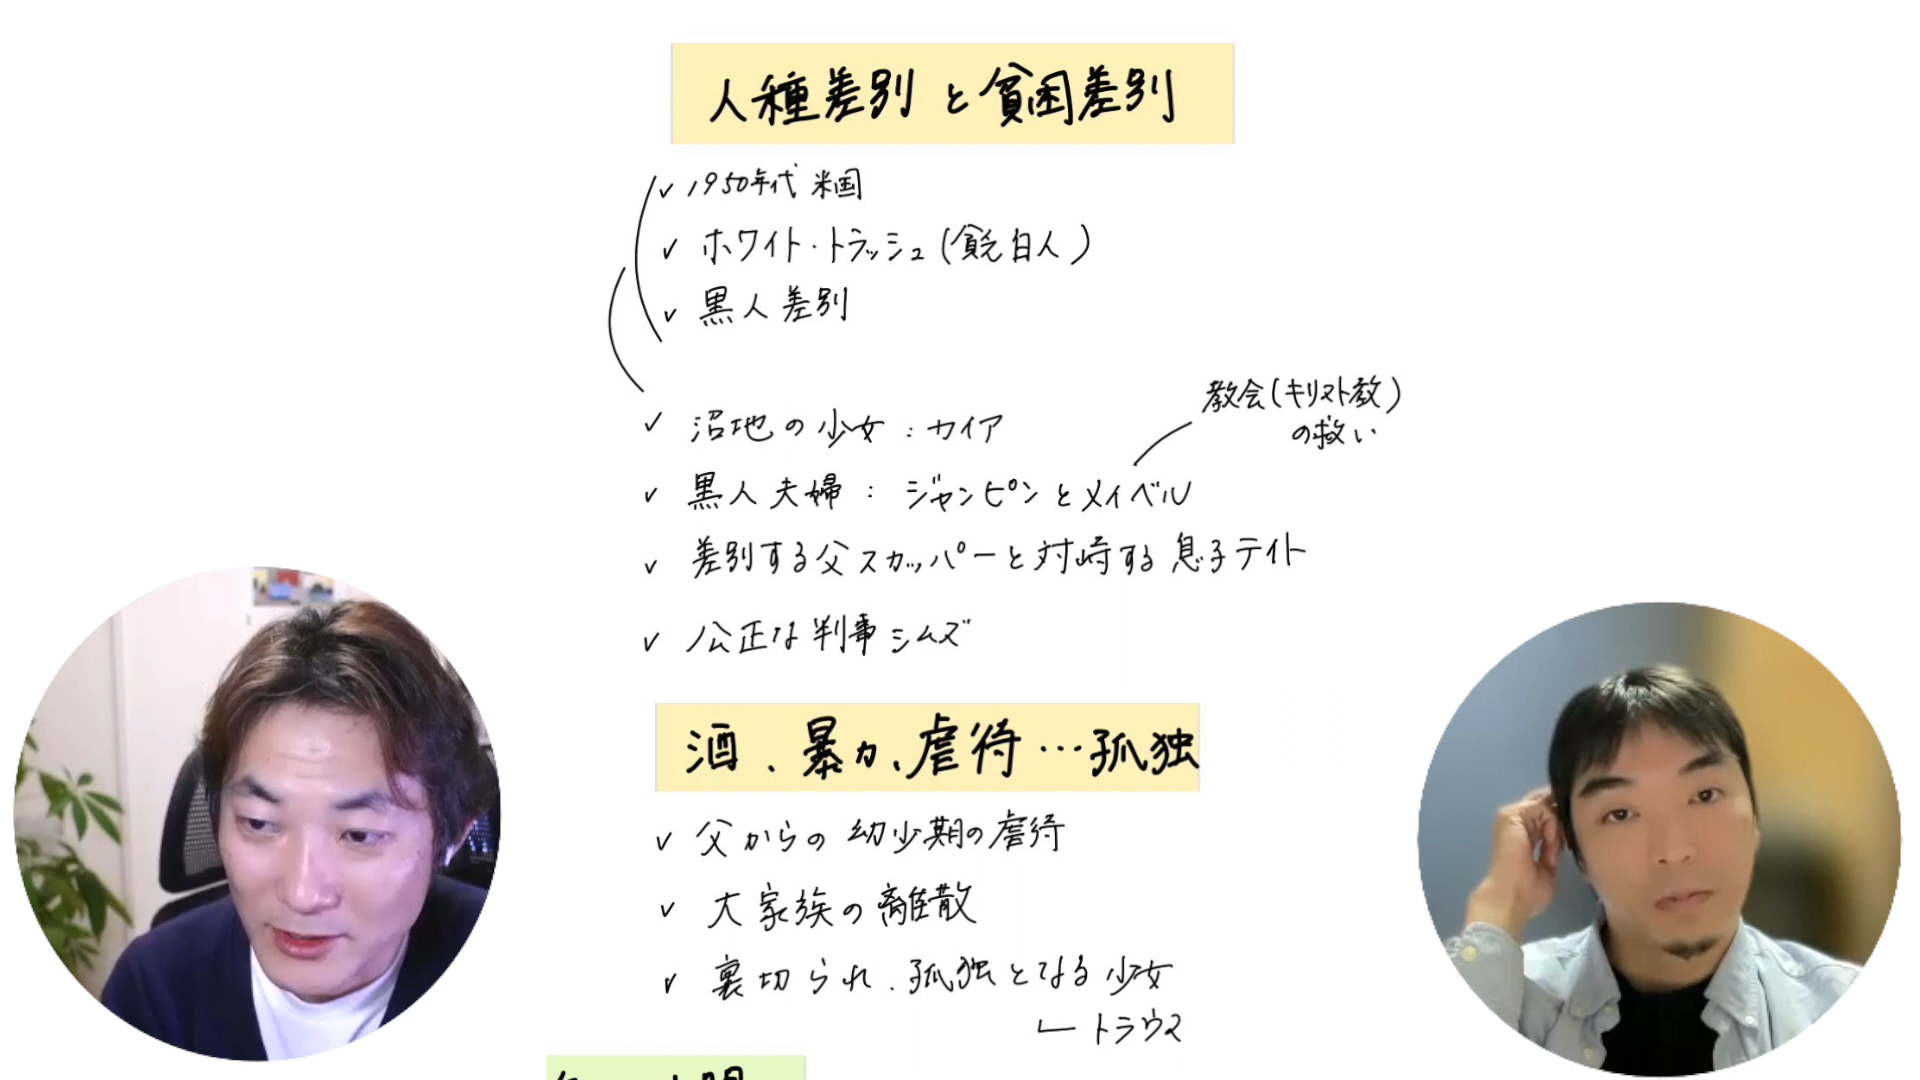 人種差別と貧困差別
✓ 1950年代 米国
✓ ホワイト・トラッシュ(貧乏白人)
✓ 黒人差別
✓ 沼地の少女:カイア
教会(キリスト教)
の救い
✓ 黒人夫婦:ジャンピンとメイベル
✓ 差別する父スカッパーと対峙する息子テイト
✓ 公正な判事シムズ
酒、暴力、虐待…孤独
✓ 父からの幼少期の虐待
✓ 大家族の離散
✓ 裏切られ、孤独となる少女
トラウマ